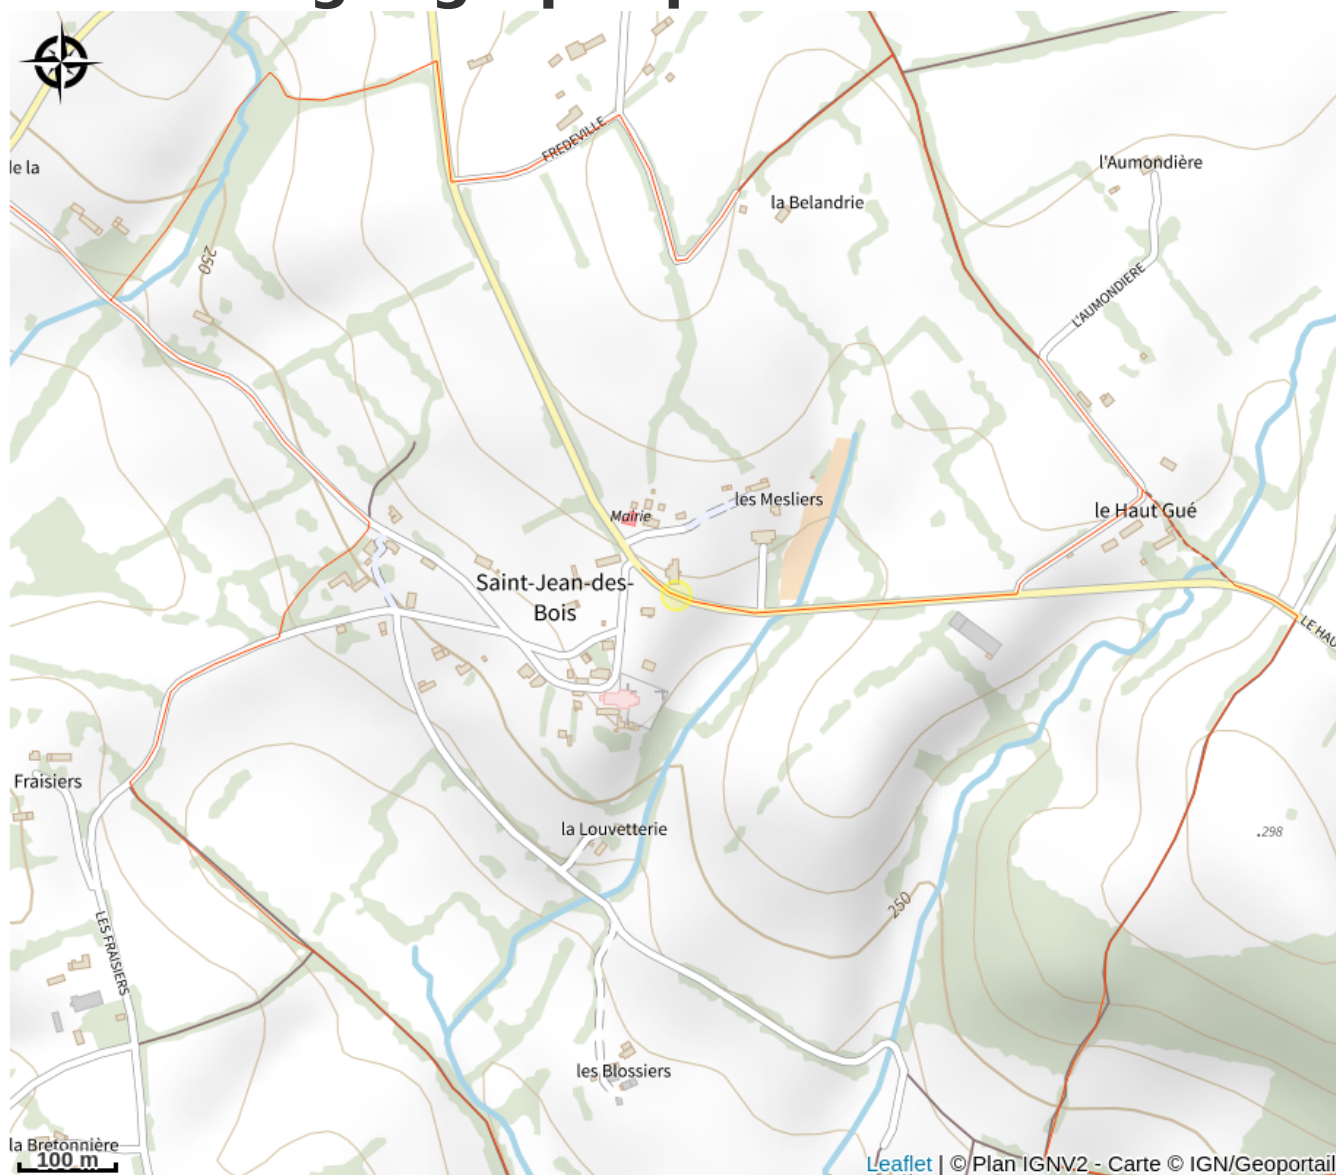 FREDEVILLE
l'Aumondière
de la
la Belandrie
250
L'AUMONDIERE
les Mesliers
Mairie
le Haut Gué
Saint-Jean-des-
Bois
LE HAU
Fraisiers
la Louvetterie
.298
250
LES FRAISIERS
les Blossiers
la Bretonnière
100 m
Leaflet | © Plan IGNV2 - Carte © IGN/Geoportail